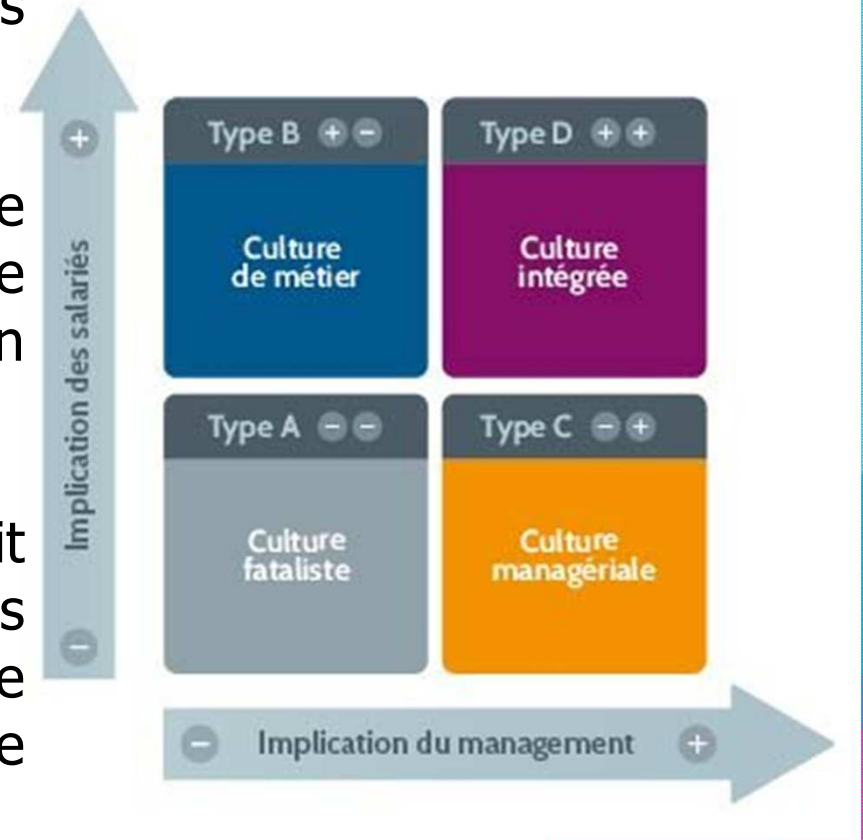 s
e
e
n
it
s
e
e
Implication des salariés
+
−
Type B + −
Culture
de métier
Type D + +
Culture
intégrée
Type A − −
Culture
fataliste
Type C − +
Culture
managériale
− Implication du management +